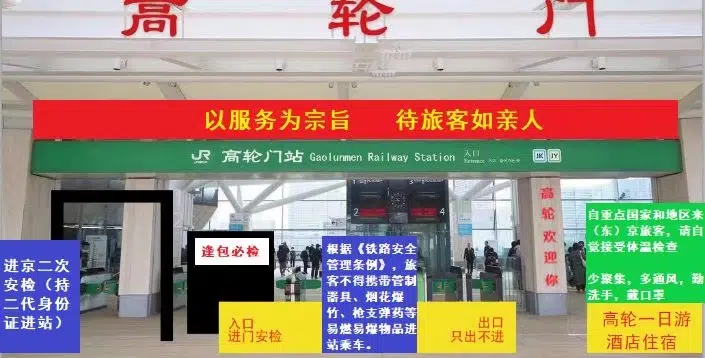 高轮门
以服务为宗旨 待旅客如亲人
JR 高轮门站 Gaolunmen Railway Station 入口 Entrance JK JY
高轮欢迎你
自重点国家和地区来
（东）京旅客，请自
觉接受体温检查
少聚集，多通风，勤
洗手，戴口罩
逢包必检
进京二次
安检（持
二代身份
证进站）
根据《铁路安全
管理条例》，旅
客不得携带管制
器具、烟花爆
竹、枪支弹药等
易燃易爆物品进
站乘车。
入口
进门安检
出口
只出不进
高轮一日游
酒店住宿